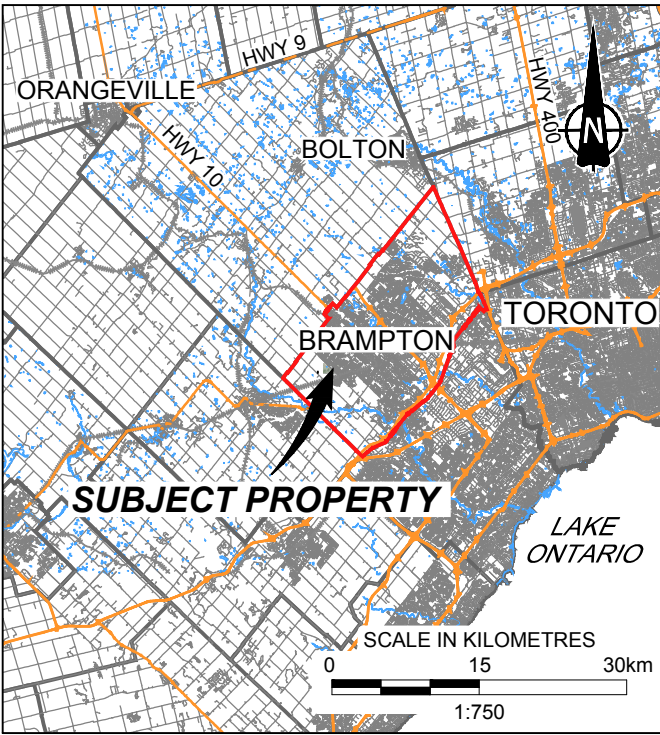 HWY 9
ORANGEVILLE
HWY 400
N
HWY 10
BOLTON
TORONTO
BRAMPTON
SUBJECT PROPERTY
LAKE
ONTARIO
SCALE IN KILOMETRES
0 15 30km
1:750